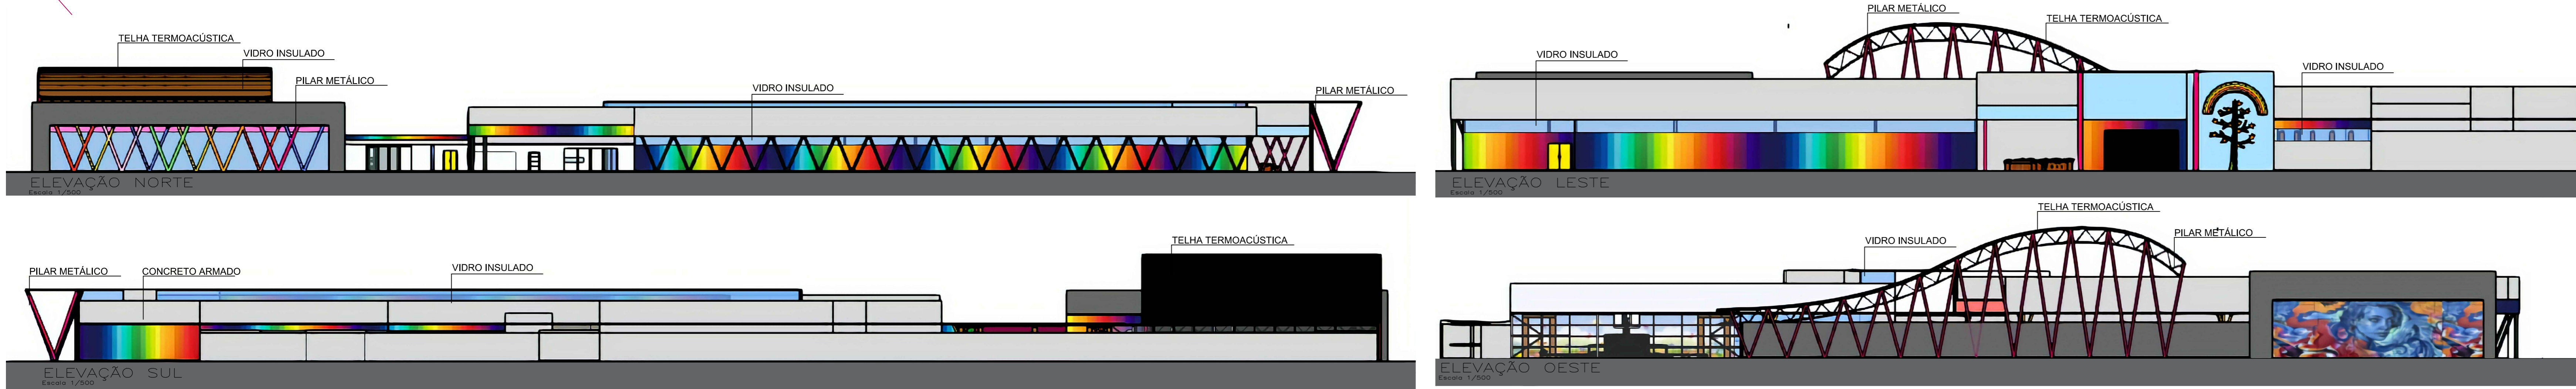 TELHA TERMOACÚSTICA
VIDRO INSULADO
PILAR METÁLICO
VIDRO INSULADO
PILAR METÁLICO
ELEVAÇÃO NORTE
Escala 1/500
PILAR METÁLICO
TELHA TERMOACÚSTICA
VIDRO INSULADO
VIDRO INSULADO
ELEVAÇÃO LESTE
Escala 1/500
TELHA TERMOACÚSTICA
PILAR METÁLICO
CONCRETO ARMADO
VIDRO INSULADO
ELEVAÇÃO SUL
Escala 1/500
TELHA TERMOACÚSTICA
VIDRO INSULADO
PILAR METÁLICO
ELEVAÇÃO OESTE
Escala 1/500